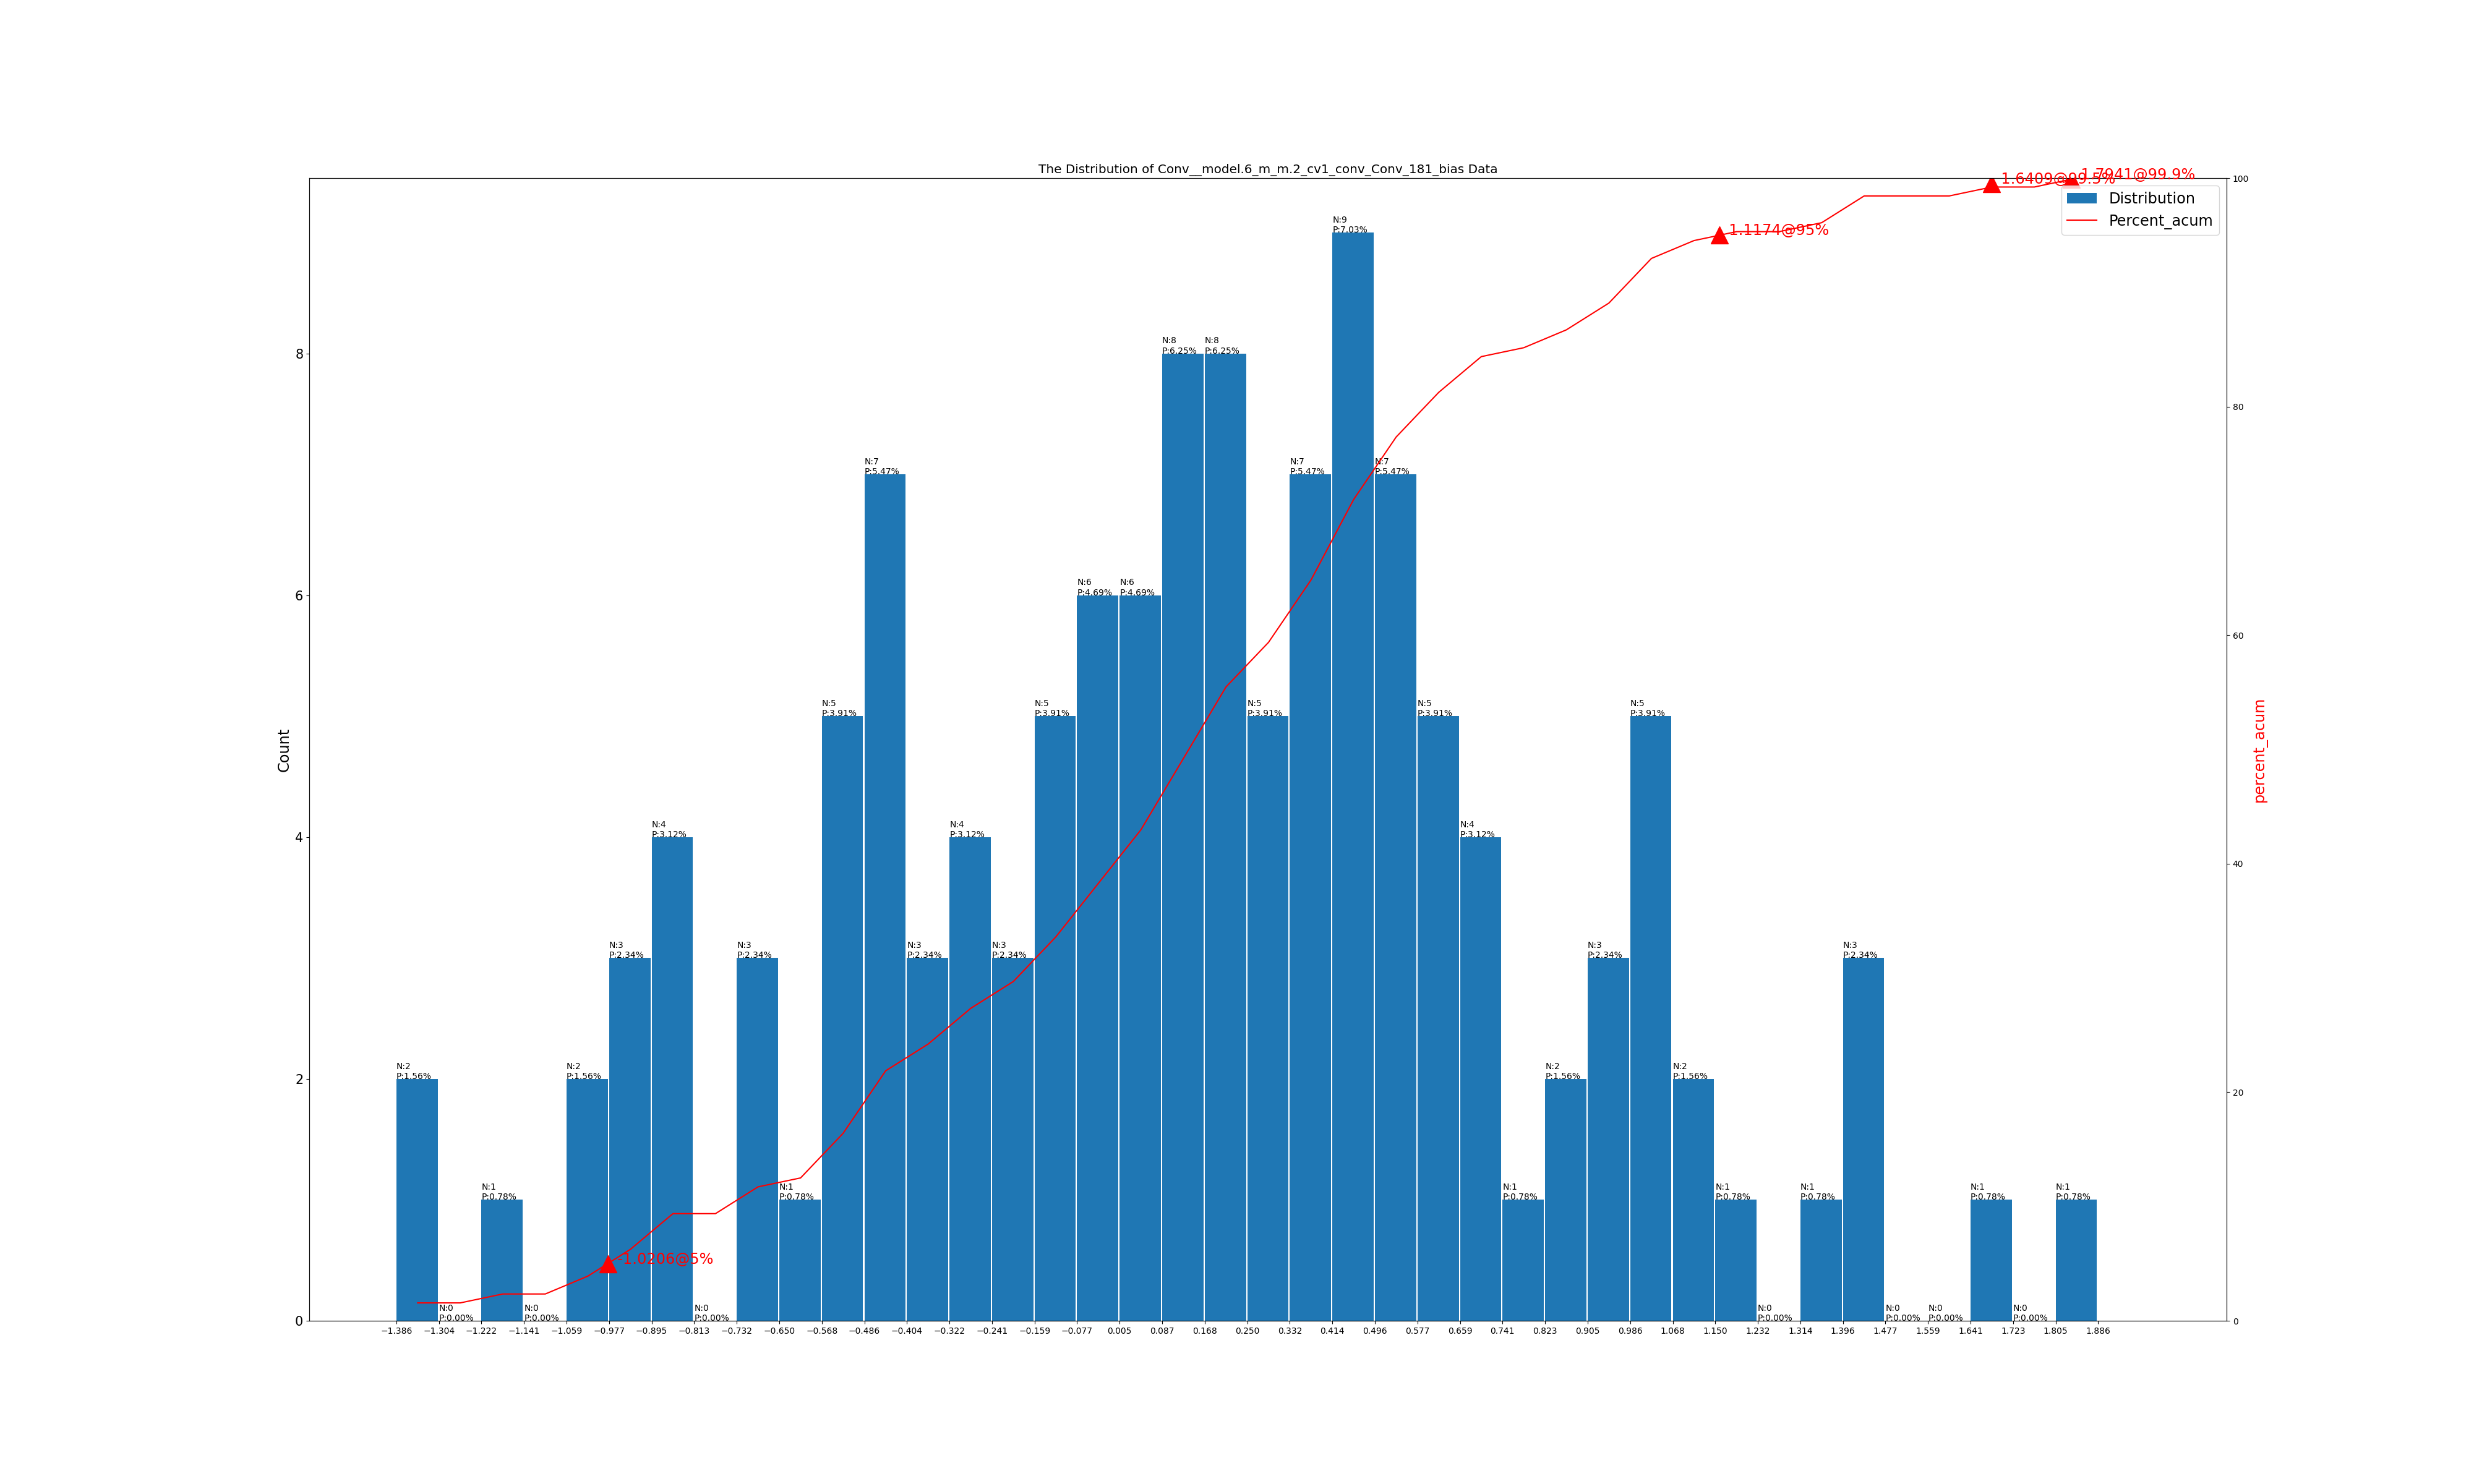 The Distribution of Conv__model.6_m_m.2_cv1_conv_Conv_181_bias Data
1.6409@99.5%
1.7941@99.9%
1.1174@95%
-1.0206@5%
Distribution
Percent_acum
Count
percent_acum
0
2
4
6
8
0
20
40
60
80
100
N:2
P:1.56%
N:0
P:0.00%
N:1
P:0.78%
N:0
P:0.00%
N:2
P:1.56%
N:3
P:2.34%
N:4
P:3.12%
N:0
P:0.00%
N:3
P:2.34%
N:1
P:0.78%
N:5
P:3.91%
N:7
P:5.47%
N:3
P:2.34%
N:4
P:3.12%
N:3
P:2.34%
N:5
P:3.91%
N:6
P:4.69%
N:6
P:4.69%
N:8
P:6.25%
N:8
P:6.25%
N:5
P:3.91%
N:7
P:5.47%
N:9
P:7.03%
N:7
P:5.47%
N:5
P:3.91%
N:4
P:3.12%
N:1
P:0.78%
N:2
P:1.56%
N:3
P:2.34%
N:5
P:3.91%
N:2
P:1.56%
N:1
P:0.78%
N:0
P:0.00%
N:1
P:0.78%
N:3
P:2.34%
N:0
P:0.00%
N:0
P:0.00%
N:1
P:0.78%
N:0
P:0.00%
N:1
P:0.78%
−1.386 −1.304 −1.222 −1.141 −1.059 −0.977 −0.895 −0.813 −0.732 −0.650 −0.568 −0.486 −0.404 −0.322 −0.241 −0.159 −0.077 0.005 0.087 0.168 0.250 0.332 0.414 0.496 0.577 0.659 0.741 0.823 0.905 0.986 1.068 1.150 1.232 1.314 1.396 1.477 1.559 1.641 1.723 1.805 1.886